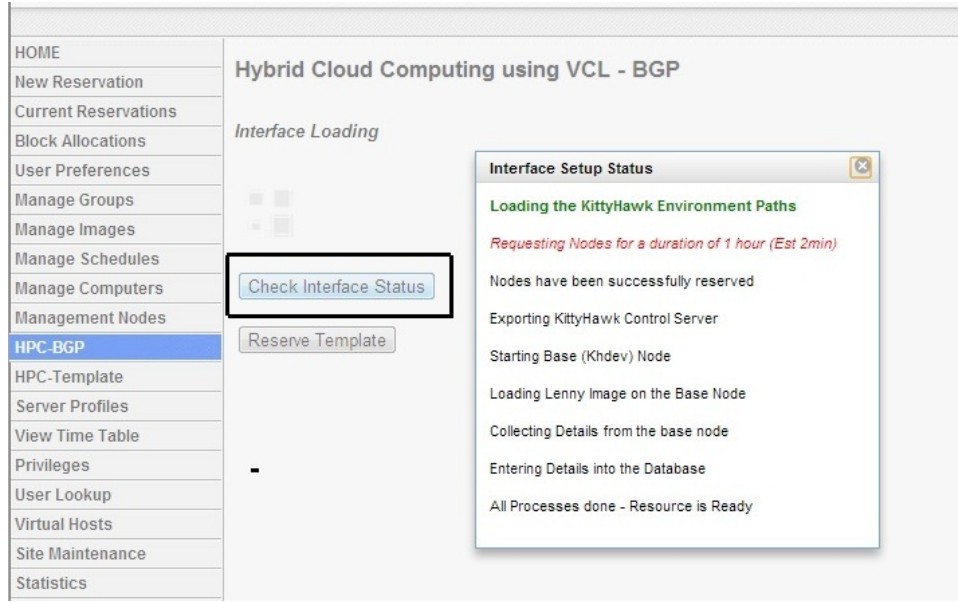 HOME
New Reservation
Current Reservations
Block Allocations
User Preferences
Manage Groups
Manage Images
Manage Schedules
Manage Computers
Management Nodes
HPC-BGP
HPC-Template
Server Profiles
View Time Table
Privileges
User Lookup
Virtual Hosts
Site Maintenance
Statistics
Hybrid Cloud Computing using VCL - BGP
Interface Loading
Check Interface Status
Reserve Template
-
Interface Setup Status
Loading the KittyHawk Environment Paths
Requesting Nodes for a duration of 1 hour (Est 2min)
Nodes have been successfully reserved
Exporting KittyHawk Control Server
Starting Base (Khdev) Node
Loading Lenny Image on the Base Node
Collecting Details from the base node
Entering Details into the Database
All Processes done - Resource is Ready